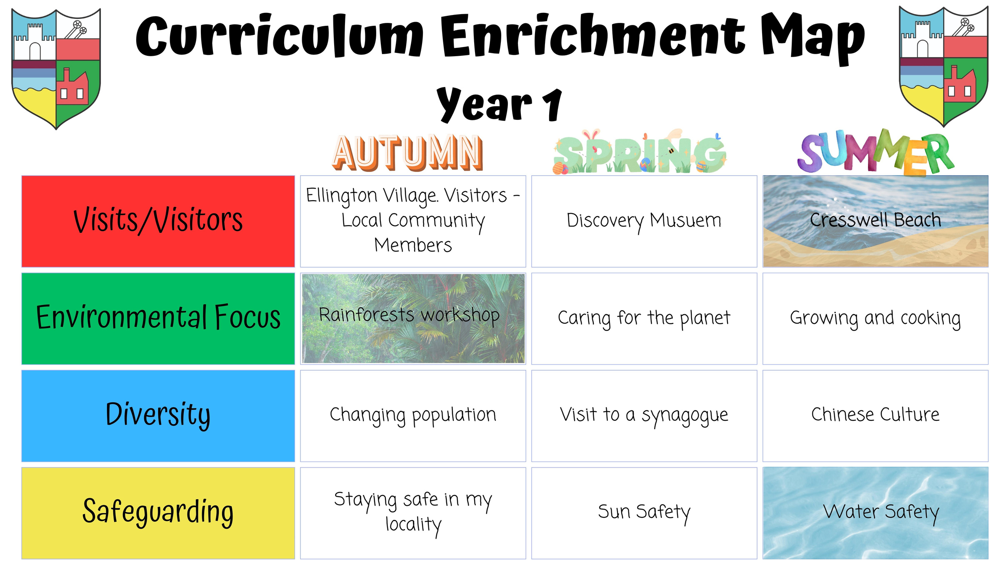 Curriculum Enrichment Map
Year 1
AUTUMN
SPRING
SUMMER
Visits/Visitors
Ellington Village. Visitors -
Local Community
Members
Discovery Musuem
Cresswell Beach
Environmental Focus
Rainforests workshop
Caring for the planet
Growing and cooking
Diversity
Changing population
Visit to a synagogue
Chinese Culture
Safeguarding
Staying safe in my
locality
Sun Safety
Water Safety